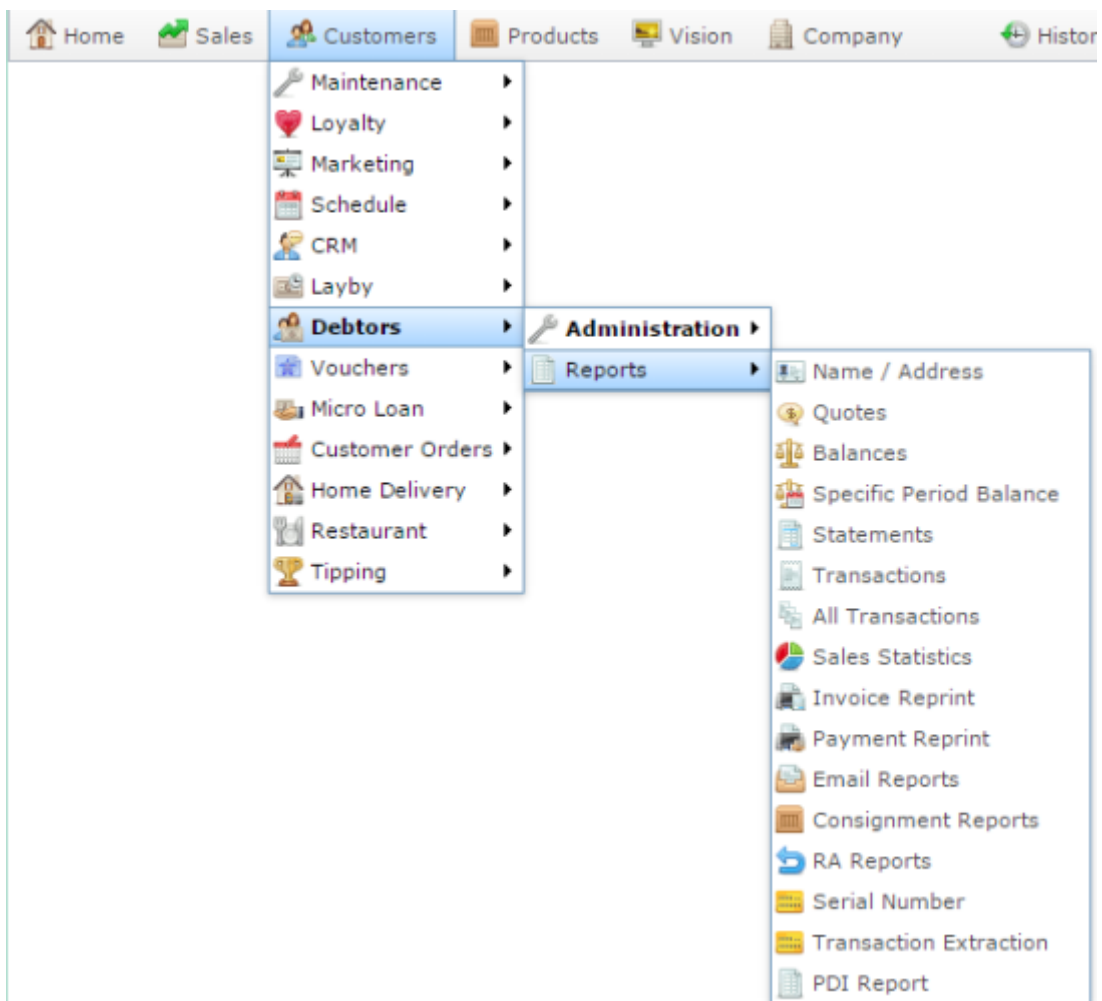 Home Sales Customers Products Vision Company Histor
Maintenance
Loyalty
Marketing
Schedule
CRM
Layby
Debtors
Vouchers
Micro Loan
Customer Orders
Home Delivery
Restaurant
Tipping
Administration
Reports
Name / Address
Quotes
Balances
Specific Period Balance
Statements
Transactions
All Transactions
Sales Statistics
Invoice Reprint
Payment Reprint
Email Reports
Consignment Reports
RA Reports
Serial Number
Transaction Extraction
PDI Report